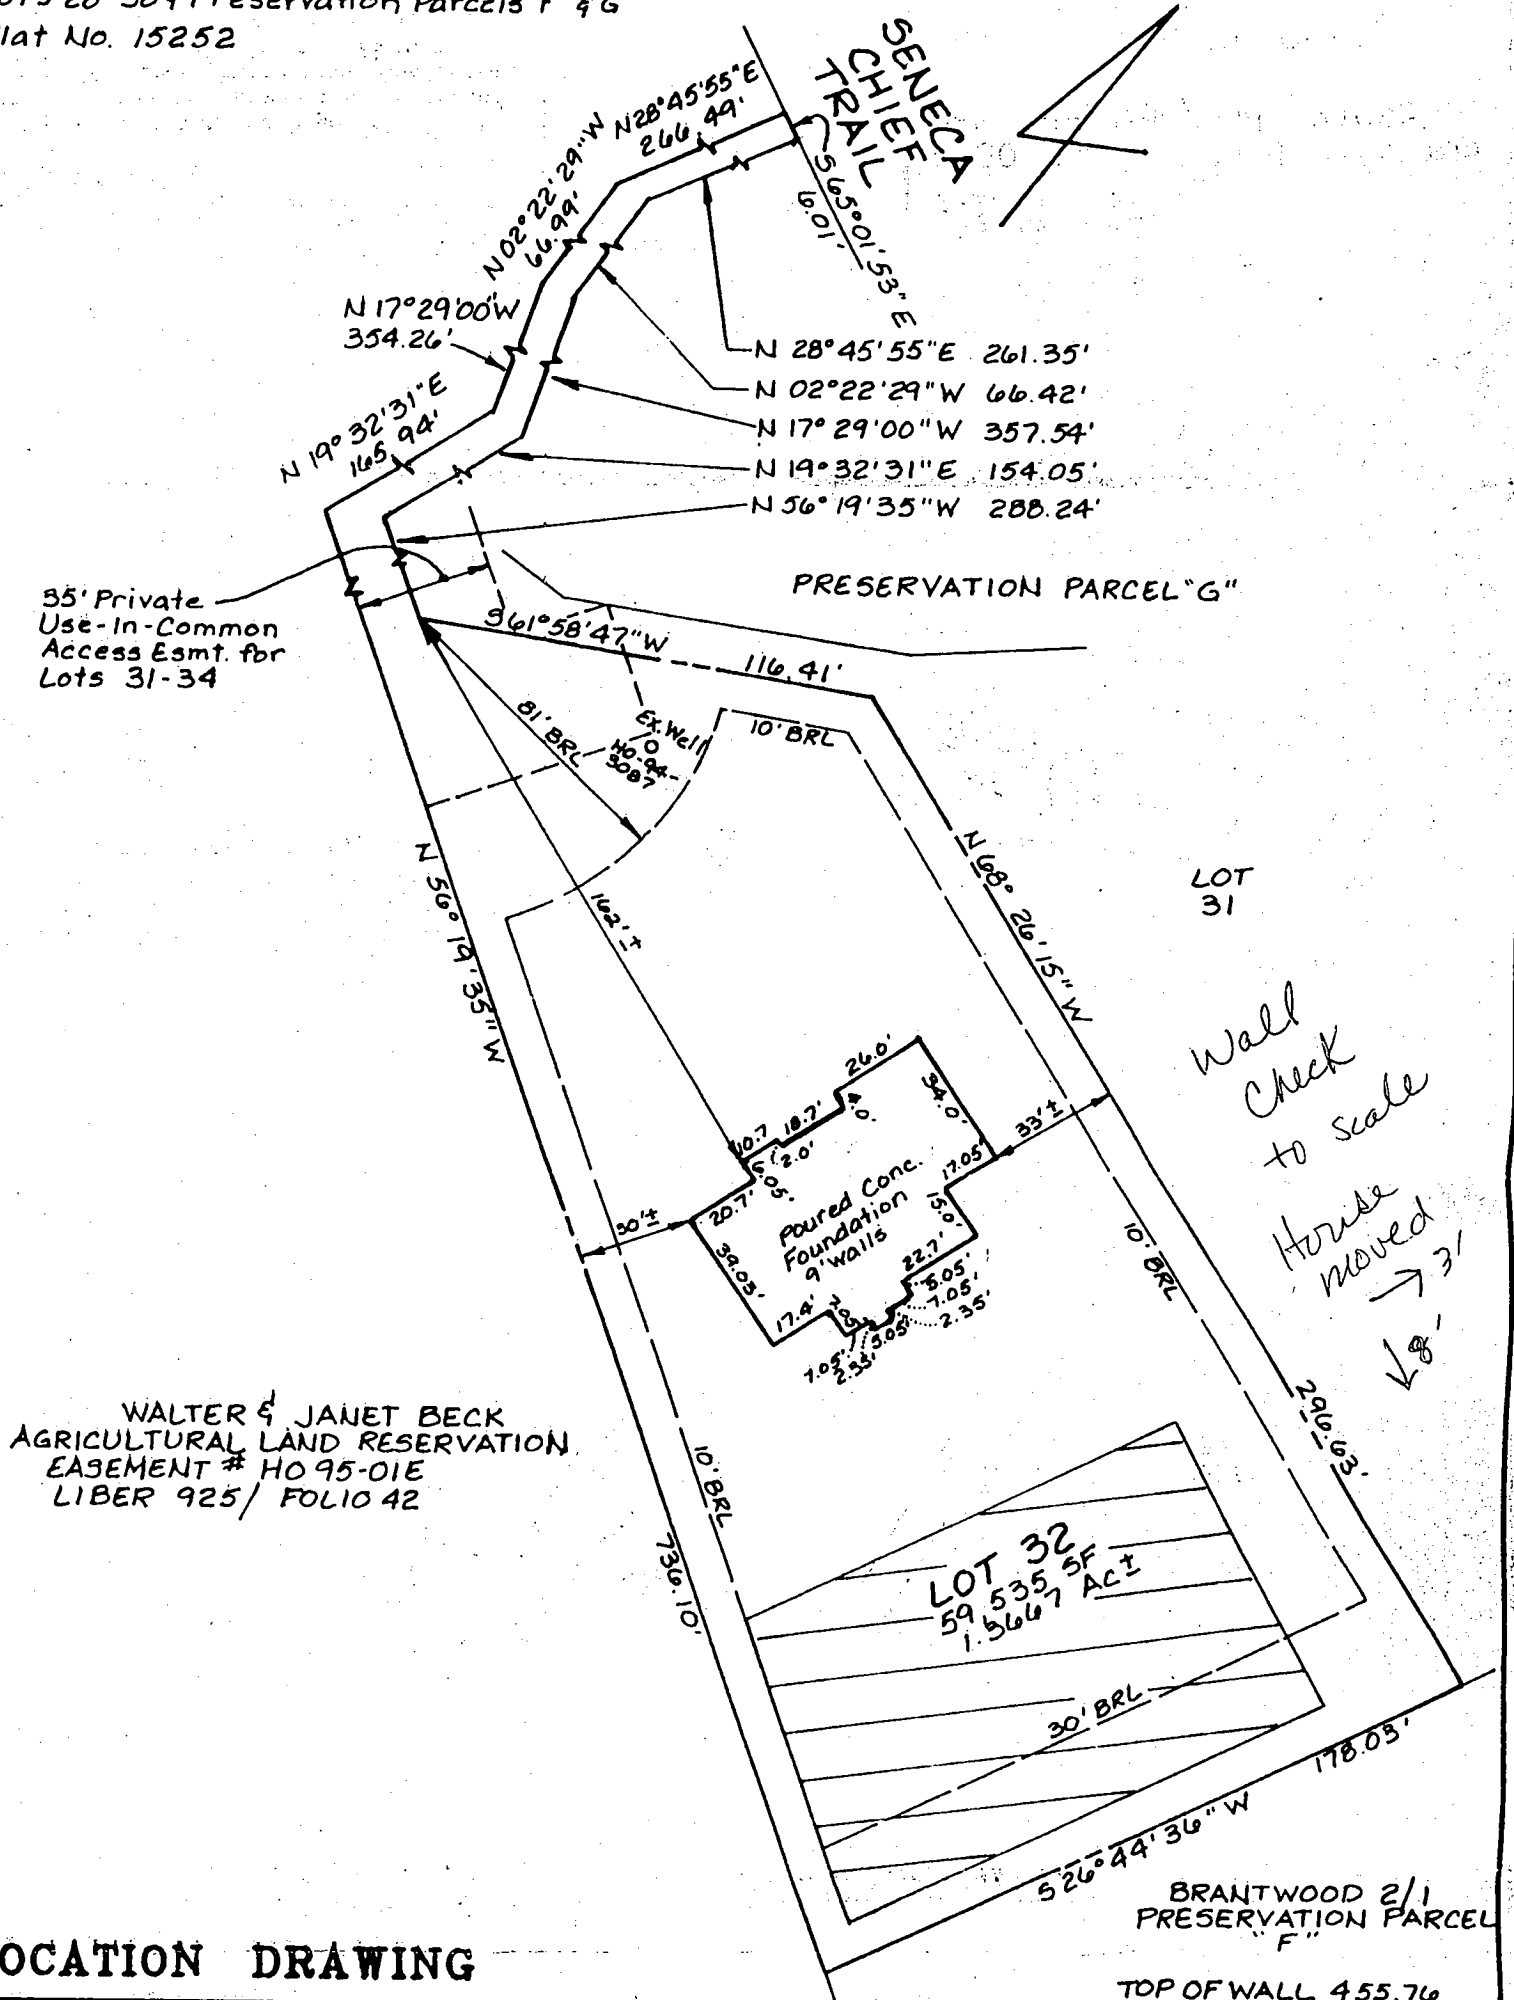 Preservation Parcels F & G
lat No. 15252
SENECA
CHIEF
TRAIL
N28°45'55"E
266.49'
N02°22'29"W
66.99'
S65°01'53"E
6.01'
N17°29'00"W
354.26'
N 28°45'55"E 261.35'
N 02°22'29"W 66.42'
N 17°29'00"W 357.54'
N 19°32'31"E 154.05'
N 56°19'35"W 288.24'
N 19°32'31"E
165.94'
35' Private
Use-In-Common
Access Esmt. for
Lots 31-34
PRESERVATION PARCEL "G"
S61°58'47"W
116.41'
81' BRL
Ex. Well
HO-94-
3087
10' BRL
N 68° 26' 15" W
LOT
31
N 56° 19' 35" W
162'±
Wall
Check
to scale
House
moved
→ 3'
↓ 8'
26.0'
4.0'
34.0'
18.7'
2.0'
10.7
6.05'
20.7'
33'±
17.05'
15.0'
Poured Conc.
Foundation
9' walls
30'±
39.03'
22.7'
5.05'
7.05'
2.35'
17.4'
7.05'
2.35'
10' BRL
296.63'
WALTER & JANET BECK
AGRICULTURAL LAND RESERVATION
EASEMENT # HO 95-01E
LIBER 925/ FOLIO 42
10' BRL
736.10'
LOT 32
59,535 SF
1.3667 AC±
30' BRL
178.03'
S 26°44'36" W
BRANTWOOD 2/1
PRESERVATION PARCEL
"F"
OCATION DRAWING
TOP OF WALL 455.76